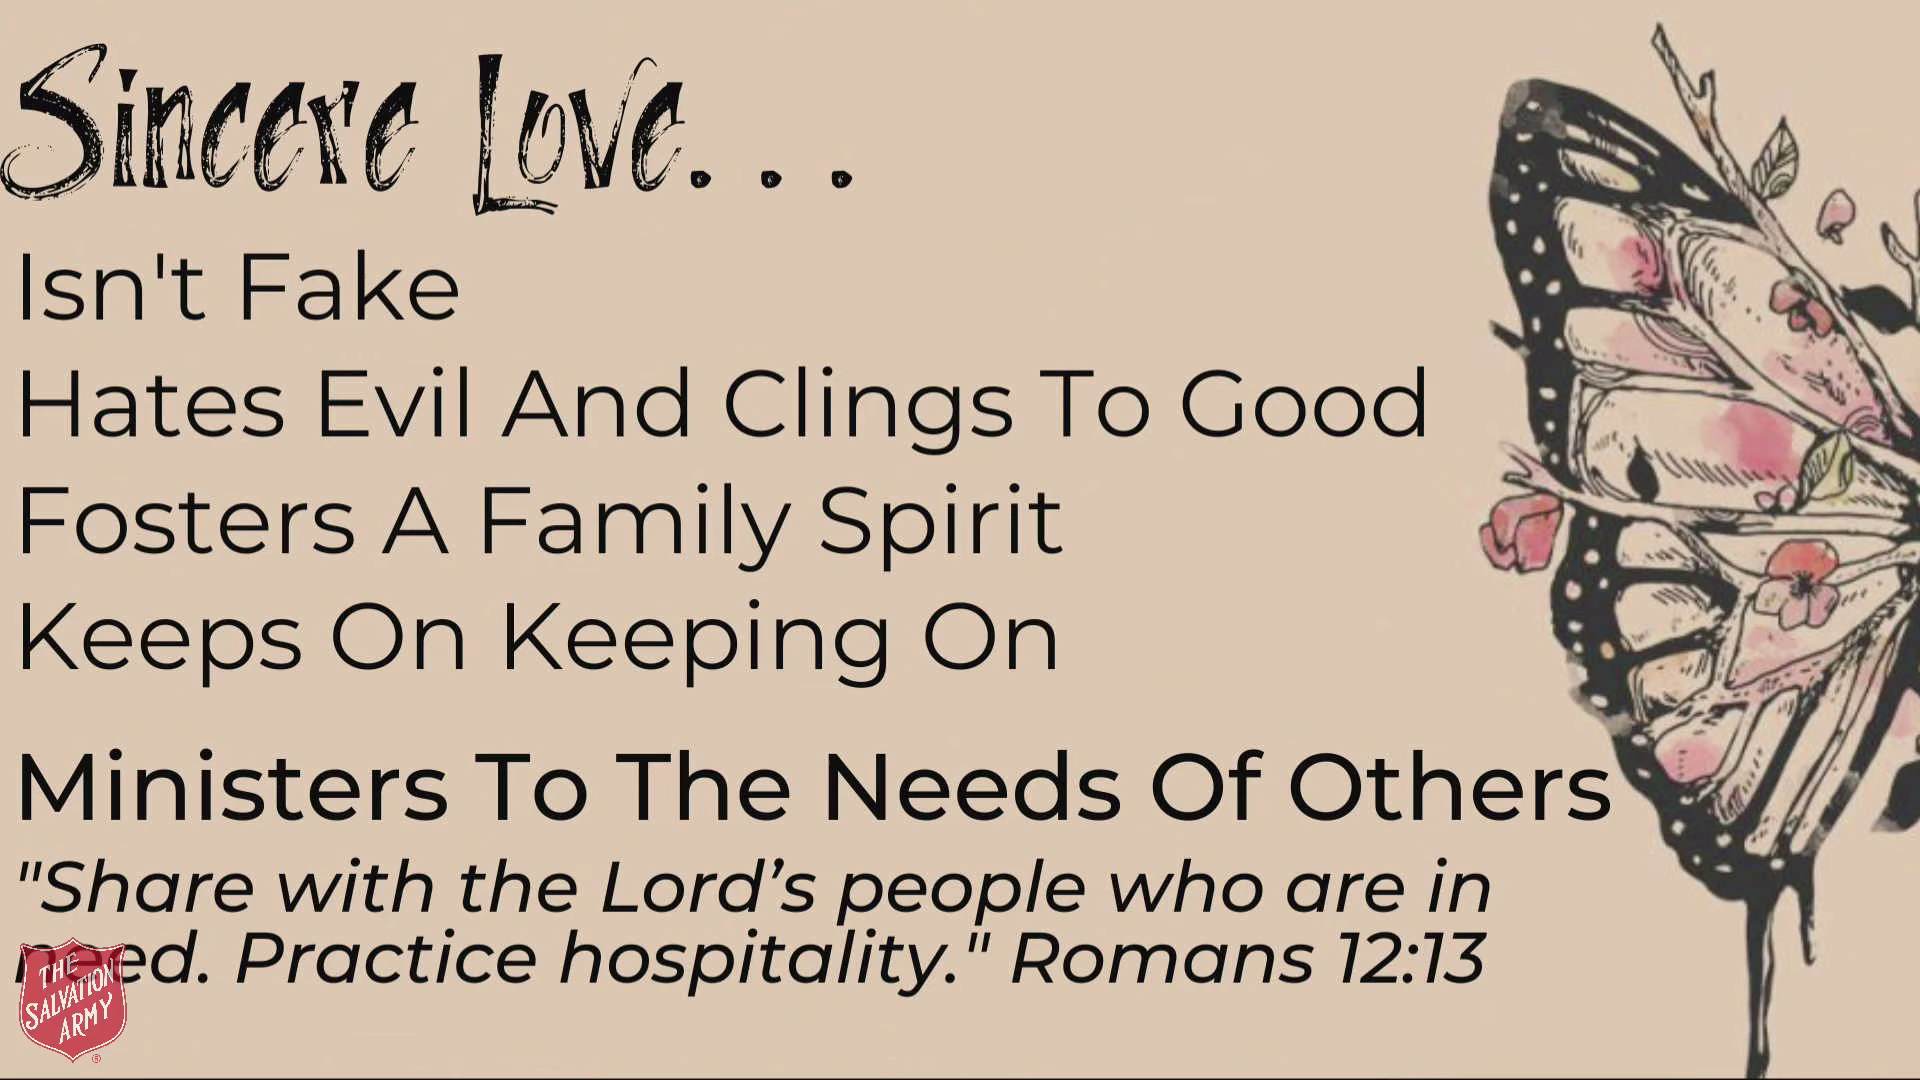 Sincere Love. . .
Isn't Fake
Hates Evil And Clings To Good
Fosters A Family Spirit
Keeps On Keeping On
Ministers To The Needs Of Others
"Share with the Lord’s people who are in
need. Practice hospitality." Romans 12:13
THE
SALVATION
ARMY
®